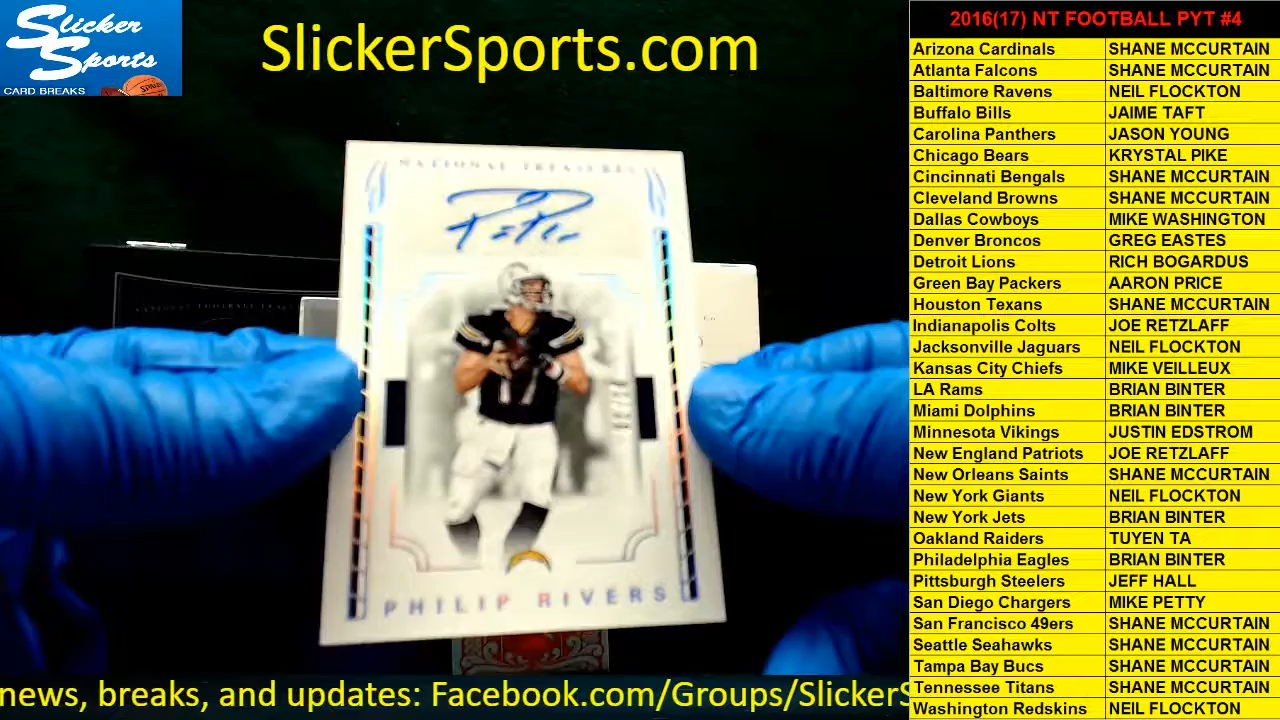 Slicker
Sports
CARD BREAKS
SlickerSports.com
NATIONAL TREASURES
PHILIP RIVERS
news, breaks, and updates: Facebook.com/Groups/SlickerS
2016(17) NT FOOTBALL PYT #4
Arizona Cardinals SHANE MCCURTAIN
Atlanta Falcons SHANE MCCURTAIN
Baltimore Ravens NEIL FLOCKTON
Buffalo Bills JAIME TAFT
Carolina Panthers JASON YOUNG
Chicago Bears KRYSTAL PIKE
Cincinnati Bengals SHANE MCCURTAIN
Cleveland Browns SHANE MCCURTAIN
Dallas Cowboys MIKE WASHINGTON
Denver Broncos GREG EASTES
Detroit Lions RICH BOGARDUS
Green Bay Packers AARON PRICE
Houston Texans SHANE MCCURTAIN
Indianapolis Colts JOE RETZLAFF
Jacksonville Jaguars NEIL FLOCKTON
Kansas City Chiefs MIKE VEILLEUX
LA Rams BRIAN BINTER
Miami Dolphins BRIAN BINTER
Minnesota Vikings JUSTIN EDSTROM
New England Patriots JOE RETZLAFF
New Orleans Saints SHANE MCCURTAIN
New York Giants NEIL FLOCKTON
New York Jets BRIAN BINTER
Oakland Raiders TUYEN TA
Philadelphia Eagles BRIAN BINTER
Pittsburgh Steelers JEFF HALL
San Diego Chargers MIKE PETTY
San Francisco 49ers SHANE MCCURTAIN
Seattle Seahawks SHANE MCCURTAIN
Tampa Bay Bucs SHANE MCCURTAIN
Tennessee Titans SHANE MCCURTAIN
Washington Redskins NEIL FLOCKTON